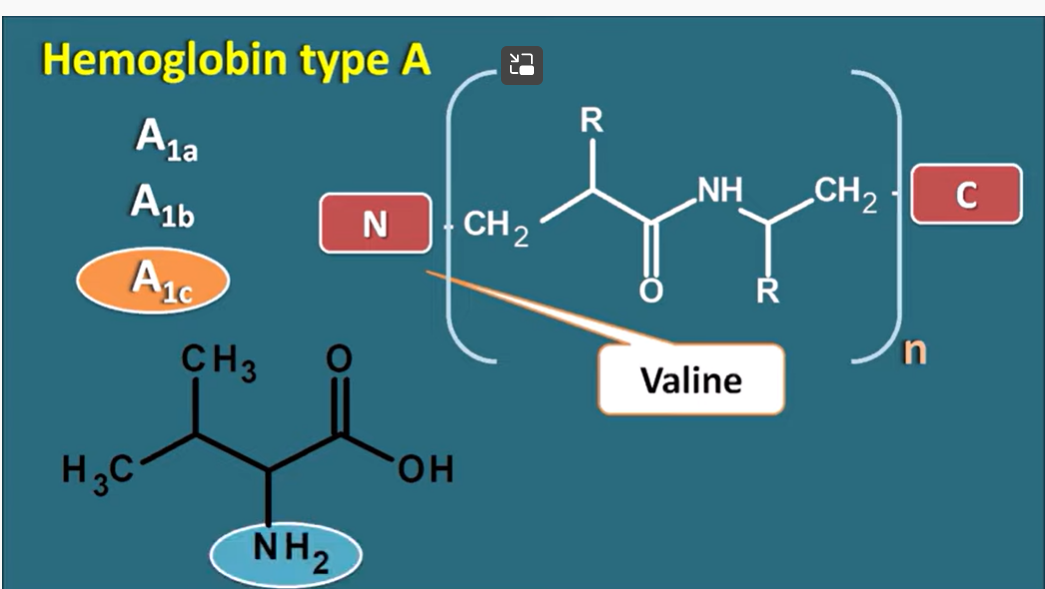 Hemoglobin type A
A1a
A1b
A1c
N
CH2
R
O
NH
R
CH2
C
n
Valine
CH3
O
H3C
OH
NH2